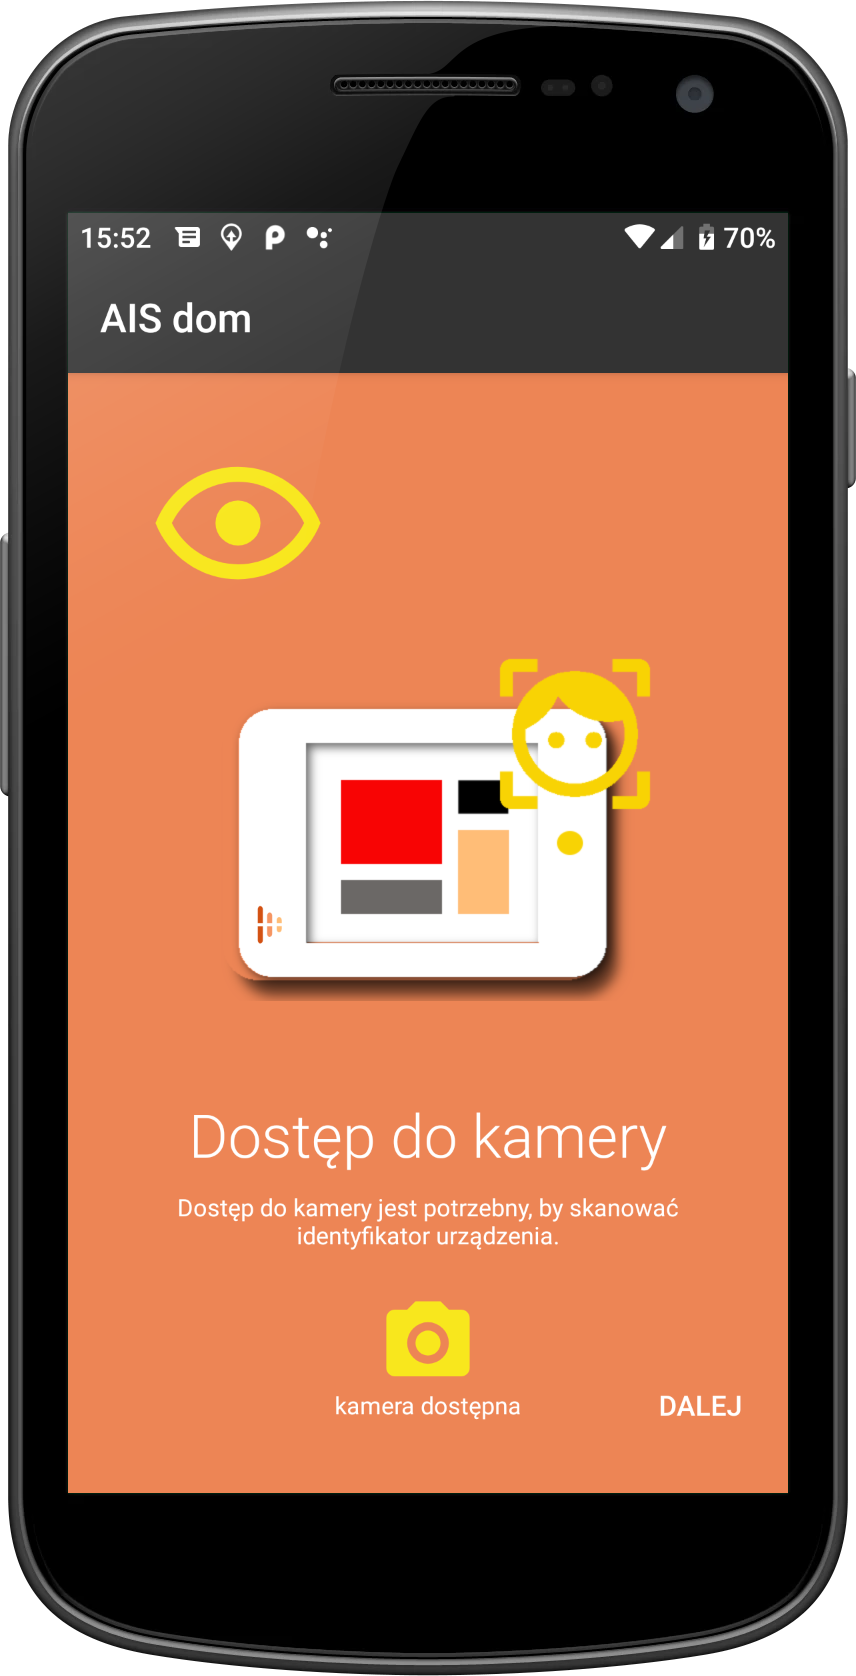 15:52
70%
AIS dom
Dostęp do kamery
Dostęp do kamery jest potrzebny, by skanować
identyfikator urządzenia.
kamera dostępna
DALEJ